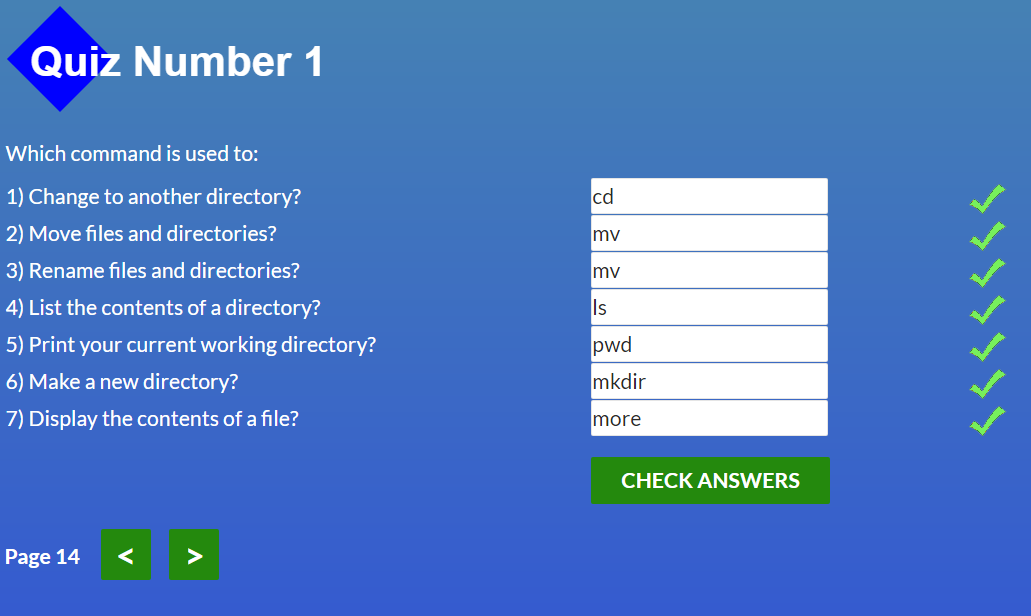 Quiz Number 1
Which command is used to:
1) Change to another directory? cd
2) Move files and directories? mv
3) Rename files and directories? mv
4) List the contents of a directory? ls
5) Print your current working directory? pwd
6) Make a new directory? mkdir
7) Display the contents of a file? more
CHECK ANSWERS
Page 14 < >